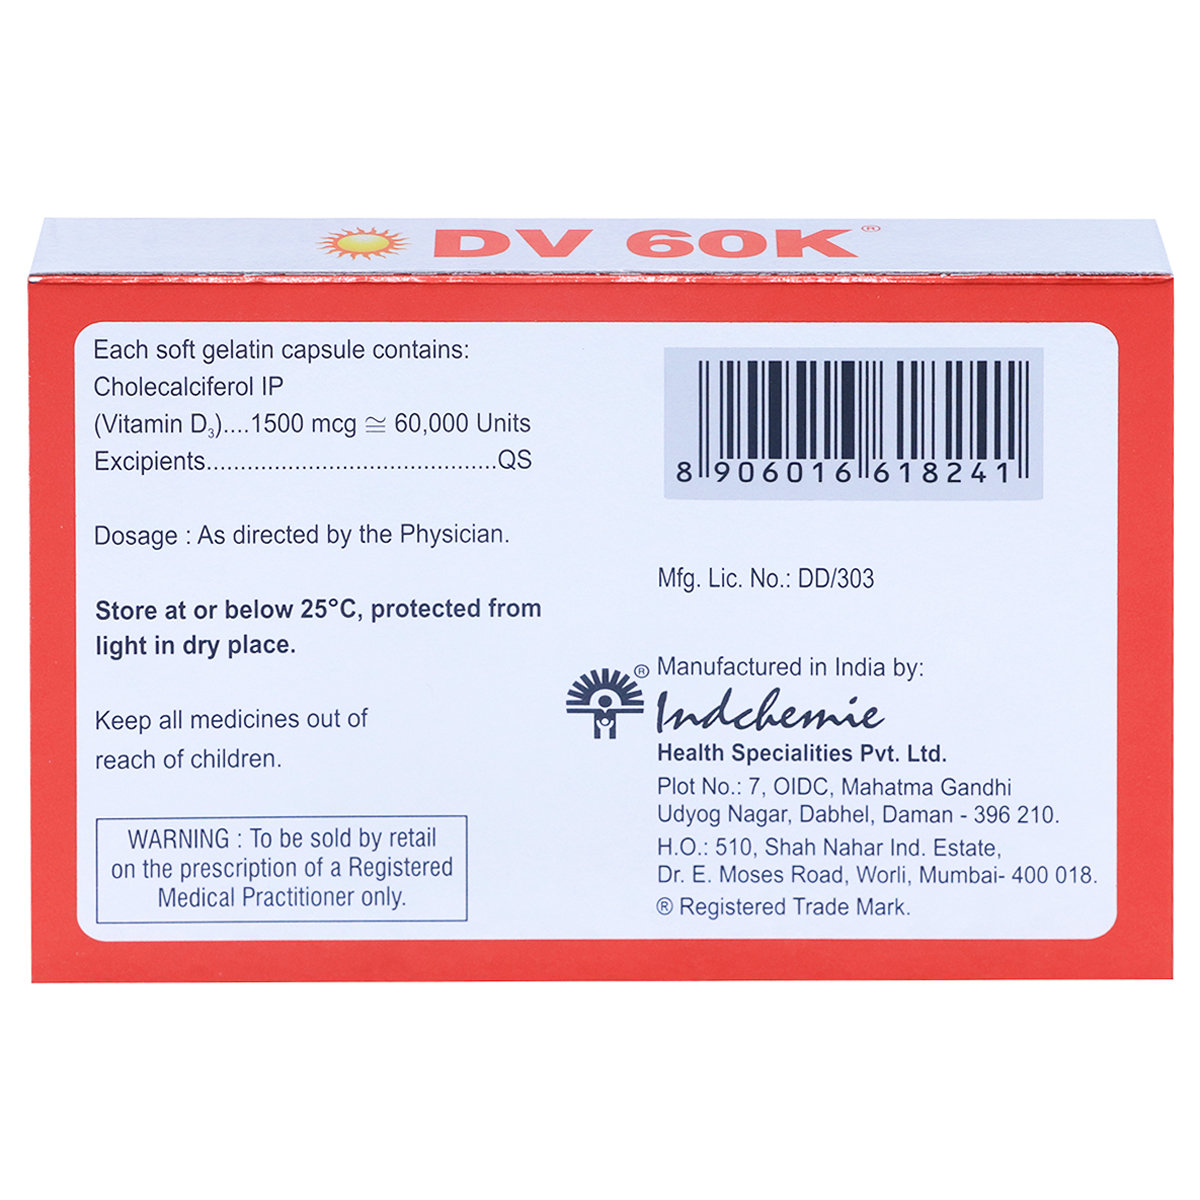 DV 60K®
Each soft gelatin capsule contains:
Cholecalciferol IP
(Vitamin D₃)....1500 mcg ≅ 60,000 Units
Excipients...........................................QS
Dosage : As directed by the Physician.
Store at or below 25°C, protected from
light in dry place.
Keep all medicines out of
reach of children.
WARNING : To be sold by retail
on the prescription of a Registered
Medical Practitioner only.
8 906016 618241
Mfg. Lic. No.: DD/303
® Manufactured in India by:
Indchemie
Health Specialities Pvt. Ltd.
Plot No.: 7, OIDC, Mahatma Gandhi
Udyog Nagar, Dabhel, Daman - 396 210.
H.O.: 510, Shah Nahar Ind. Estate,
Dr. E. Moses Road, Worli, Mumbai- 400 018.
® Registered Trade Mark.